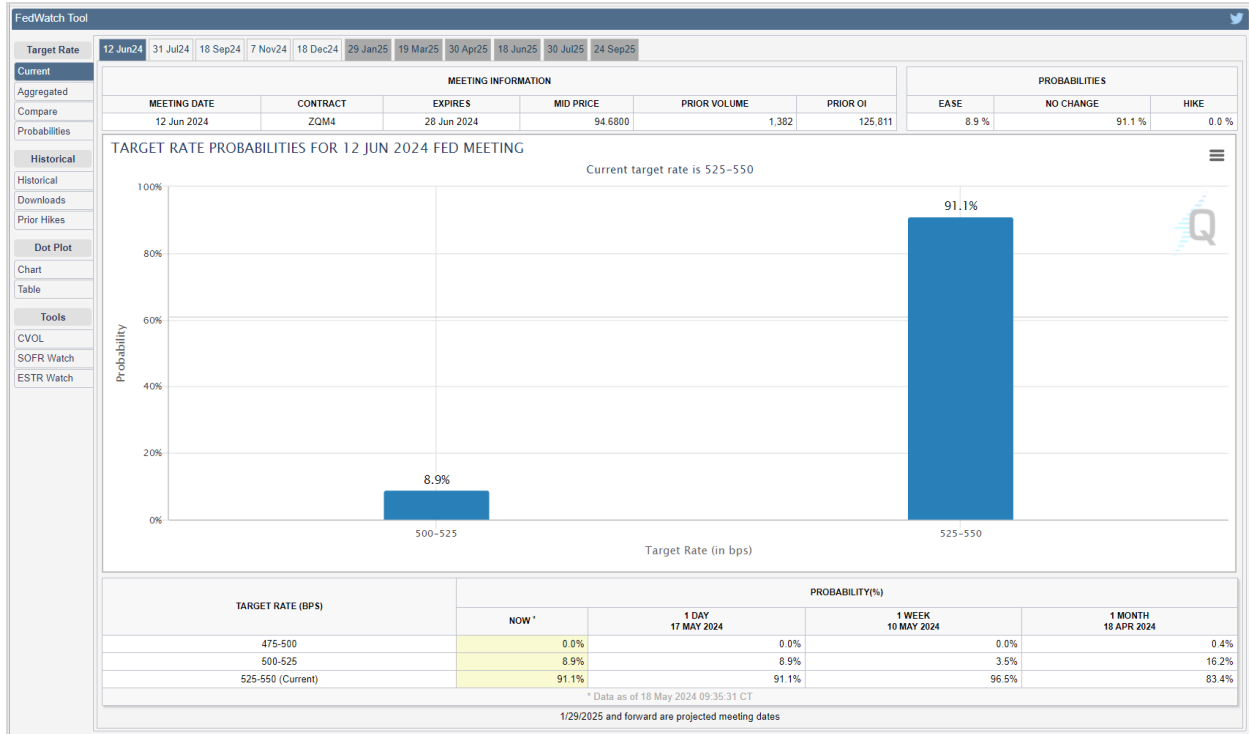 FedWatch Tool
Target Rate
Current
Aggregated
Compare
Probabilities
Historical
Historical
Downloads
Prior Hikes
Dot Plot
Chart
Table
Tools
CVOL
SOFR Watch
ESTR Watch
12 Jun24 31 Jul24 18 Sep24 7 Nov24 18 Dec24 29 Jan25 19 Mar25 30 Apr25 18 Jun25 30 Jul25 24 Sep25
MEETING INFORMATION
MEETING DATE CONTRACT EXPIRES MID PRICE PRIOR VOLUME PRIOR OI
12 Jun 2024 ZQM4 28 Jun 2024 94.6800 1,382 125,811
PROBABILITIES
EASE NO CHANGE HIKE
8.9 % 91.1 % 0.0 %
TARGET RATE PROBABILITIES FOR 12 JUN 2024 FED MEETING
Current target rate is 525-550
Q
Probability
100%
80%
60%
40%
20%
0%
8.9%
91.1%
500-525 525-550
Target Rate (in bps)
TARGET RATE (BPS) PROBABILITY(%)
NOW * 1 DAY 1 WEEK 1 MONTH
17 MAY 2024 10 MAY 2024 18 APR 2024
475-500 0.0% 0.0% 0.0% 0.4%
500-525 8.9% 8.9% 3.5% 16.2%
525-550 (Current) 91.1% 91.1% 96.5% 83.4%
* Data as of 18 May 2024 09:35:31 CT
1/29/2025 and forward are projected meeting dates